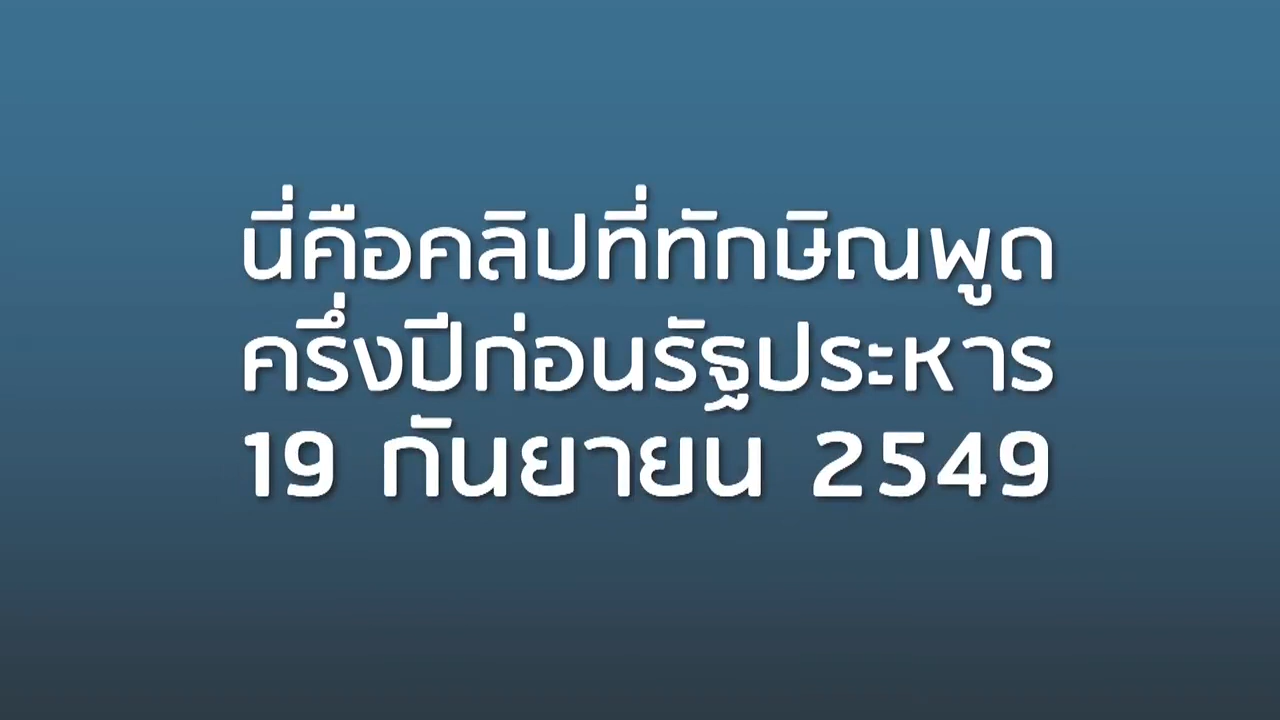 นี่คือคลิปที่ทักษิณพูด
ครึ่งปีก่อนรัฐประหาร
19 กันยายน 2549